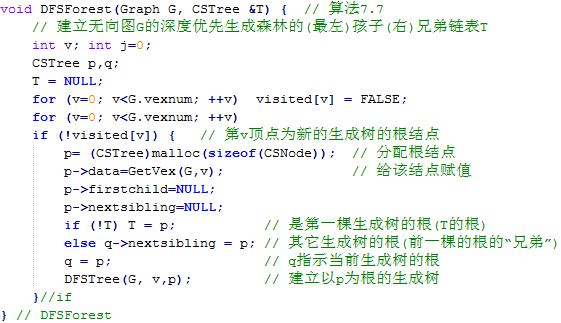 void DFSForest(Graph G, CSTree &T) {  // 算法7.7
    // 建立无向图G的深度优先生成森林的(最左)孩子(右)兄弟链表T
    int v; int j=0;
    CSTree p,q;
    T = NULL;
    for (v=0; v<G.vexnum; ++v)  visited[v] = FALSE;
    for (v=0; v<G.vexnum; ++v)
    if (!visited[v]) {   // 第v顶点为新的生成树的根结点
        p= (CSTree)malloc(sizeof(CSNode));  // 分配根结点
        p->data=GetVex(G,v);                // 给该结点赋值
        p->firstchild=NULL;
        p->nextsibling=NULL;
        if (!T) T = p;           // 是第一棵生成树的根(T的根)
        else q->nextsibling = p; // 其它生成树的根(前一棵的根的“兄弟”)
        q = p;                   // q指示当前生成树的根
        DFSTree(G, v,p);         // 建立以p为根的生成树
    }//if
} // DFSForest